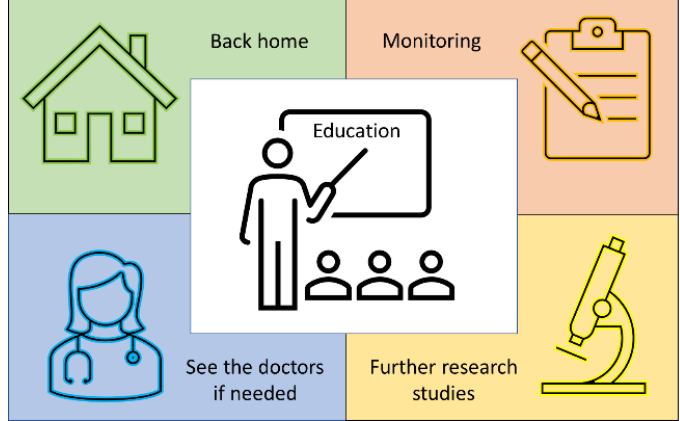 Back home
Monitoring
Education
See the doctors
if needed
Further research
studies